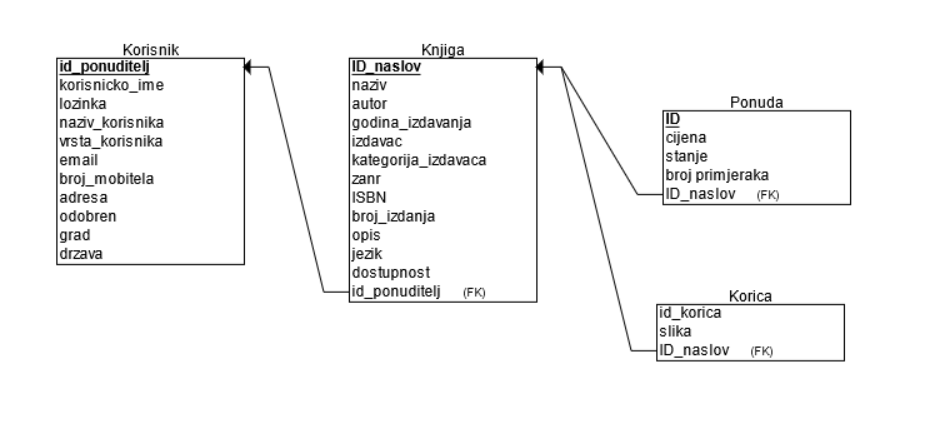 Korisnik
id_ponuditelj
korisnicko_ime
lozinka
naziv_korisnika
vrsta_korisnika
email
broj_mobitela
adresa
odobren
grad
drzava
Knjiga
ID_naslov
naziv
autor
godina_izdavanja
izdavac
kategorija_izdavaca
zanr
ISBN
broj_izdanja
opis
jezik
dostupnost
id_ponuditelj (FK)
Ponuda
ID
cijena
stanje
broj primjeraka
ID_naslov (FK)
Korica
id_korica
slika
ID_naslov (FK)